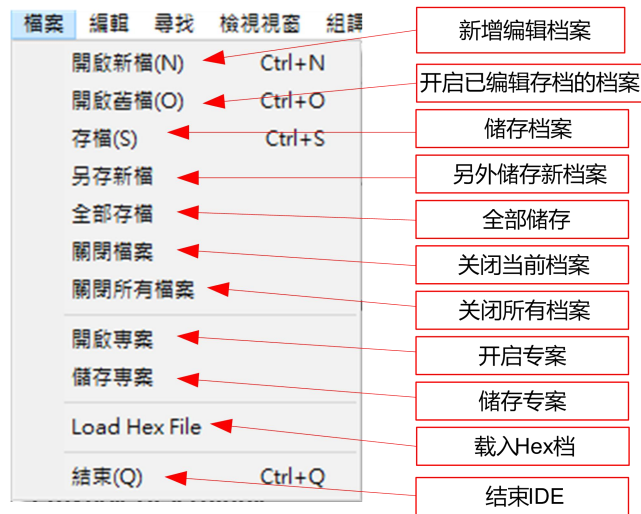 檔案 編輯 尋找 檢視視窗 組譯
開啟新檔(N) Ctrl+N 新增编辑档案
開啟舊檔(O) Ctrl+O 开启已编辑存档的档案
存檔(S) Ctrl+S 储存档案
另存新檔 另外储存新档案
全部存檔 全部储存
關閉檔案 关闭当前档案
關閉所有檔案 关闭所有档案
開啟專案 开启专案
儲存專案 储存专案
Load Hex File 载入Hex档
結束(Q) Ctrl+Q 结束IDE